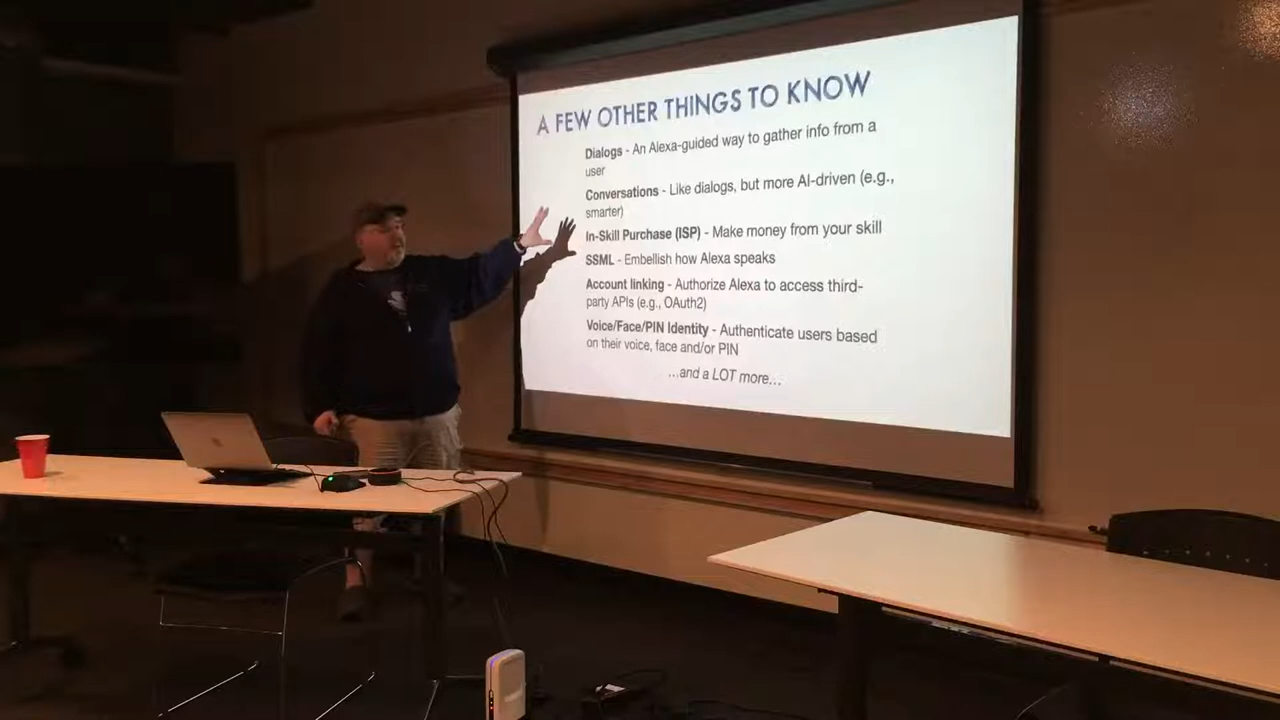 A FEW OTHER THINGS TO KNOW
Dialogs - An Alexa-guided way to gather info from a
user
Conversations - Like dialogs, but more AI-driven (e.g.,
smarter)
In-Skill Purchase (ISP) - Make money from your skill
SSML - Embellish how Alexa speaks
Account linking - Authorize Alexa to access third-
party APIs (e.g., OAuth2)
Voice/Face/PIN Identity - Authenticate users based
on their voice, face and/or PIN
...and a LOT more...